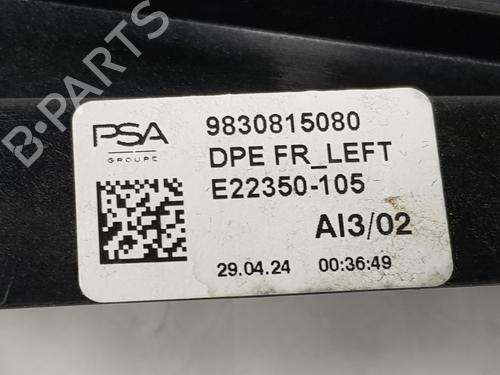 PSA
GROUPE
9830815080
DPE FR_LEFT
E22350-105
AI3/02
29.04.24 00:36:49
B-PARTS